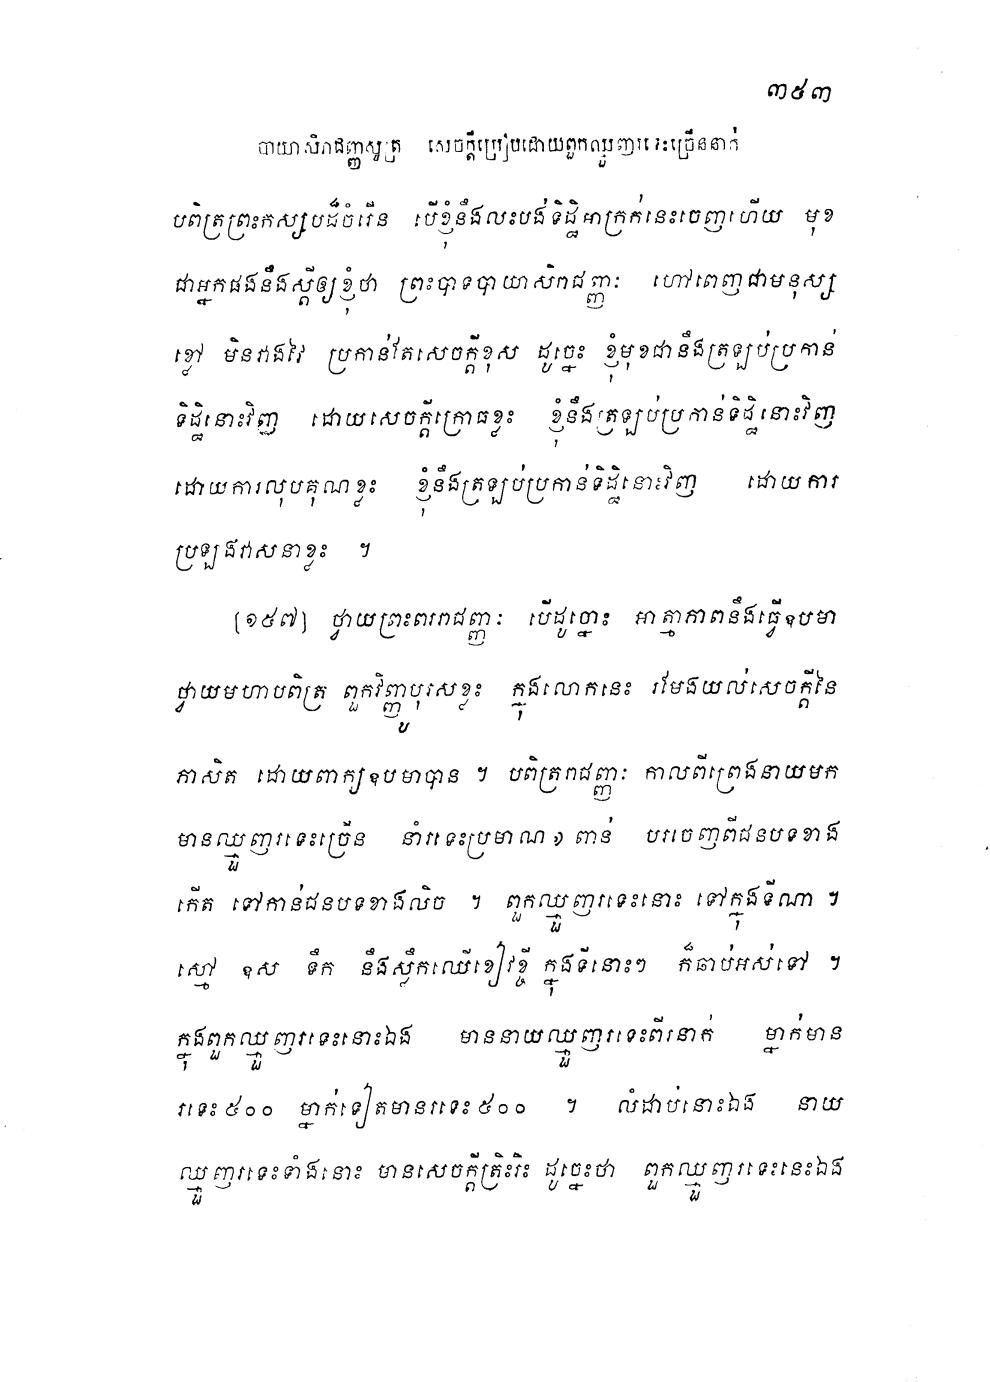 ៣៥៣
បាយាសិរាជញ្ញសូត្រ សេចក្តីប្រៀបដោយពួកឈ្មួញរទេះច្រើននាក់
បពិត្រព្រះកស្សបដ៏ចំរើន បើខ្ញុំនឹងលះបង់ទិដ្ឋិអាក្រក់នេះចេញហើយ មុខ
ជាអ្នកផងនឹងស្តីឲ្យខ្ញុំថា ព្រះបាទបាយាសិរាជញ្ញៈ ហៅពេញជាមនុស្ស
ខ្លៅ មិនវាងវៃ ប្រកាន់តែសេចក្តីខុស ដូច្នេះ ខ្ញុំមុខជានឹងត្រឡប់ប្រកាន់
ទិដ្ឋិនោះវិញ ដោយសេចក្តីក្រោធខ្លះ ខ្ញុំនឹងត្រឡប់ប្រកាន់ទិដ្ឋិនោះវិញ
ដោយការលុបគុណខ្លះ ខ្ញុំនឹងត្រឡប់ប្រកាន់ទិដ្ឋិនោះវិញ ដោយការ
ប្រឡងវាសនាខ្លះ ។
(១៥៧) ថ្វាយព្រះពររាជញ្ញៈ បើដូច្នោះ អាត្មាភាពនឹងធ្វើឧបមា
ថ្វាយមហាបពិត្រ ពួកវិញ្ញូបុរសខ្លះ ក្នុងលោកនេះ រមែងយល់សេចក្តីនៃ
ភាសិត ដោយពាក្យឧបមាបាន ។ បពិត្ររាជញ្ញៈ កាលពីព្រេងនាយមក
មានឈ្មួញរទេះច្រើន នាំរទេះប្រមាណ ១ ពាន់ បរចេញពីជនបទខាង
កើត ទៅកាន់ជនបទខាងលិច ។ ពួកឈ្មួញរទេះនោះ ទៅក្នុងទីណា ។
ស្មៅ ឧស ទឹក នឹងស្លឹកឈើខៀវខ្ចី ក្នុងទីនោះៗ ក៏ធាប់អស់ទៅ ។
ក្នុងពួកឈ្មួញរទេះនោះឯង មាននាយឈ្មួញរទេះពីរនាក់ ម្នាក់មាន
រទេះ ៥០០ ម្នាក់ទៀតមានរទេះ ៥០០ ។ លំដាប់នោះឯង នាយ
ឈ្មួញរទេះទាំងនោះ មានសេចក្តីត្រិះរិះ ដូច្នេះថា ពួកឈ្មួញរទេះនេះឯង